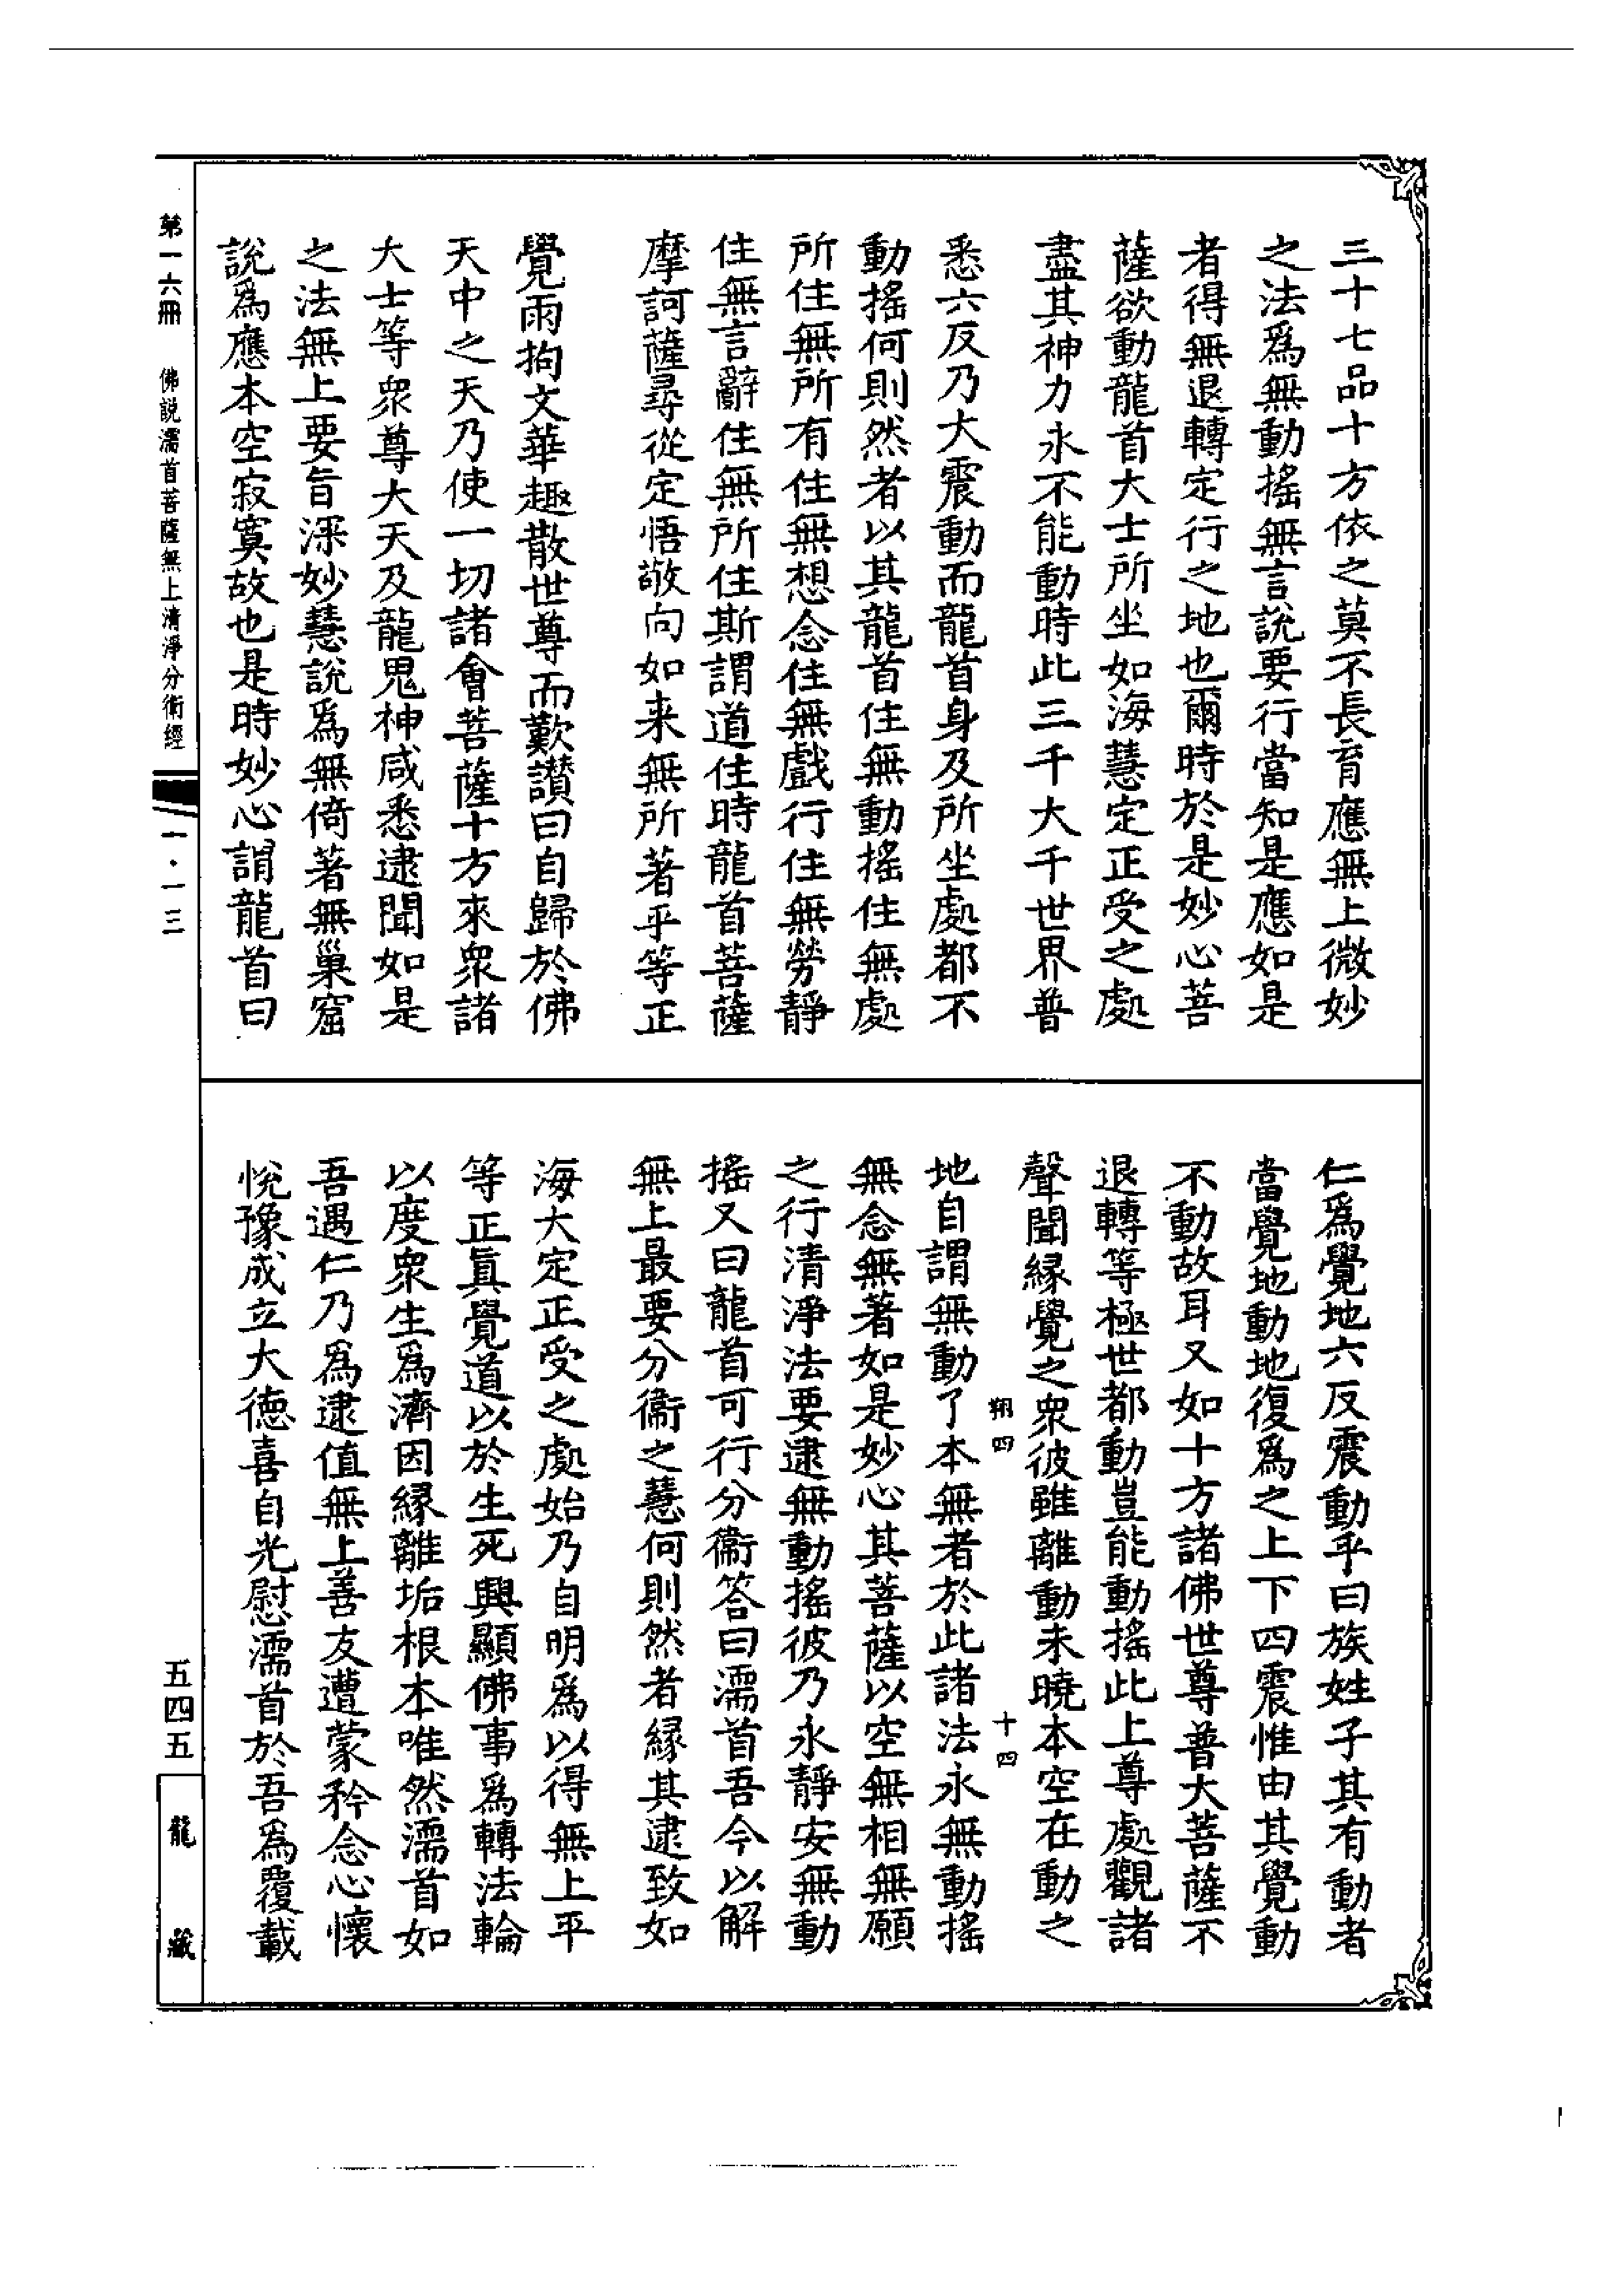 三十七品十方依之莫不長育應無上微妙
之法爲無動搖無言說要行當知是應如是
者得無退轉定行之地也爾時於是妙心菩
薩欲動龍首大士所坐如海慧定正受之處
盡其神力永不能動時此三千大千世界普
悉六反乃大震動而龍首身及所坐處都不
動搖何則然者以其龍首住無動搖住無處
所住無所有住無想念住無戲行住無勞靜
住無言辭住無所住斯謂道住時龍首菩薩
摩訶薩尋從定悟敬向如来無所著乎等正
覺雨拘文華趣散世尊而歎讚曰自歸於佛
天中之天乃使一切諸會菩薩十方來眾諸
大士等眾尊大天及龍鬼神咸悉逮聞如是
之法無上要旨深妙慧說爲無倚著無巢窟
說爲應本空寂寞故也是時妙心謂龍首曰
仁爲覺地六反震動乎曰族姓子其有動者
當覺地動地復爲之上下四震惟由其覺動
不動故耳又如十方諸佛世尊普大菩薩不
退轉等極世都動豈能動搖此上尊處觀諸
聲聞緣覺之眾彼雖離動未曉本空在動之
地自謂無動了本無者於此諸法永無動搖
無念無著如是妙心其菩薩以空無相無願
之行清淨法要逮無動搖彼乃永靜安無動
搖又曰龍首可行分衞答曰濡首吾今以解
無上最要分衞之慧何則然者緣其逮致如
海大定正受之處始乃自明爲以得無上平
等正眞覺道以於生死興顯佛事爲轉法輪
以度眾生爲濟因緣離垢根本唯然濡首如
吾遇仁乃爲逮值無上善友遭蒙矜念心懷
悅豫成立大德喜自光慰濡首於吾爲覆載
翔四
十四
第一六冊 佛說濡首菩薩無上清淨分衛經
一·一三
五四五
龍藏